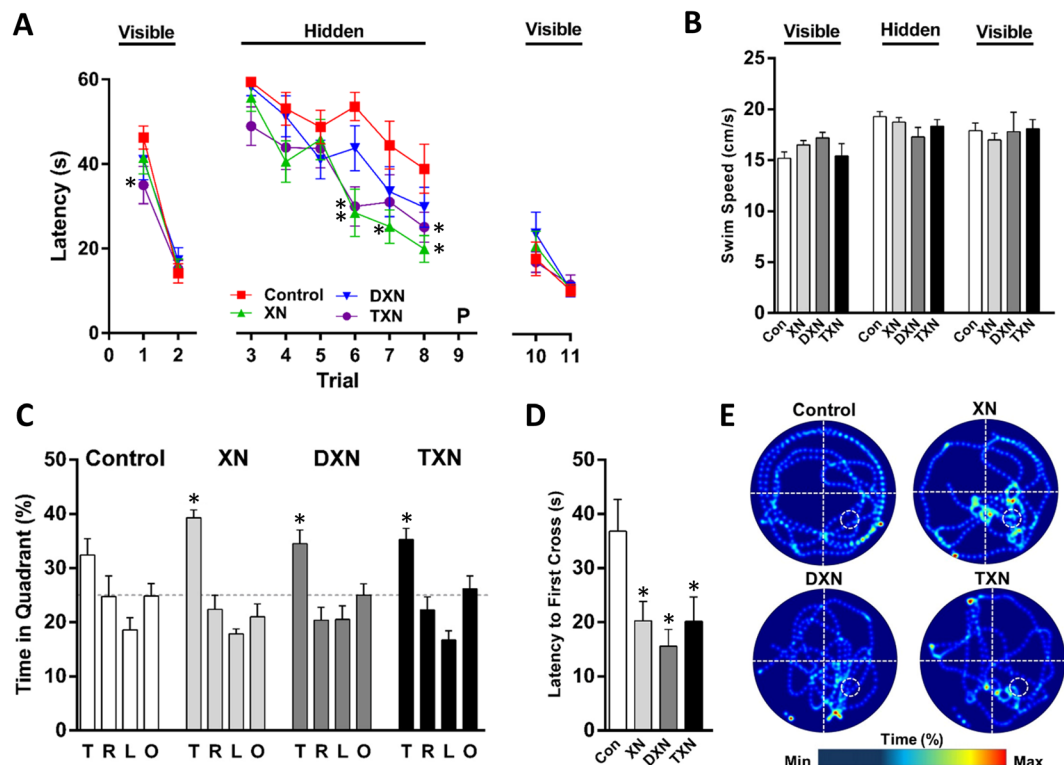 A
Visible
Hidden
Visible
Latency (s)
60
40
20
0
Control
XN
DXN
TXN
P
0 1 2 3 4 5 6 7 8 9 10 11
Trial
* * * * * *
B
Visible
Hidden
Visible
Swim Speed (cm/s)
25
20
15
10
5
0
Con XN DXN TXN Con XN DXN TXN Con XN DXN TXN
C
Control XN DXN TXN
Time in Quadrant (%)
50
40
30
20
10
0
* * *
T R L O T R L O T R L O T R L O
D
Latency to First Cross (s)
50
40
30
20
10
0
* * *
Con XN DXN TXN
E
Control
XN
DXN
TXN
Time (%)
Min
Max